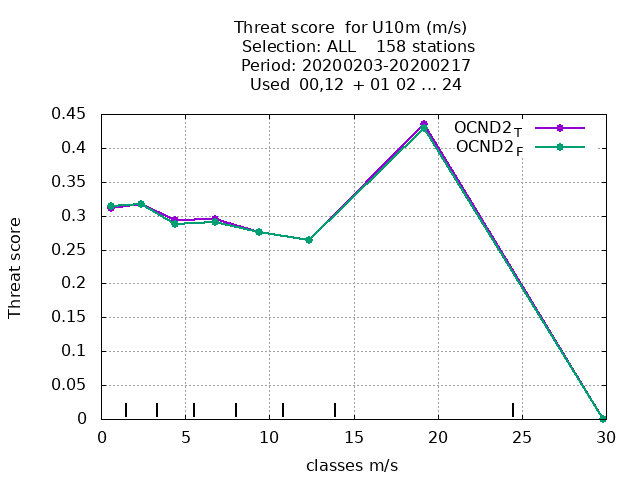 Threat score  for U10m (m/s)
Selection: ALL    158 stations
Period: 20200203-20200217
Used  00,12  + 01 02 ... 24
OCND2T
OCND2F
Threat score
0.45
0.4
0.35
0.3
0.25
0.2
0.15
0.1
0.05
0
0 5 10 15 20 25 30
classes m/s